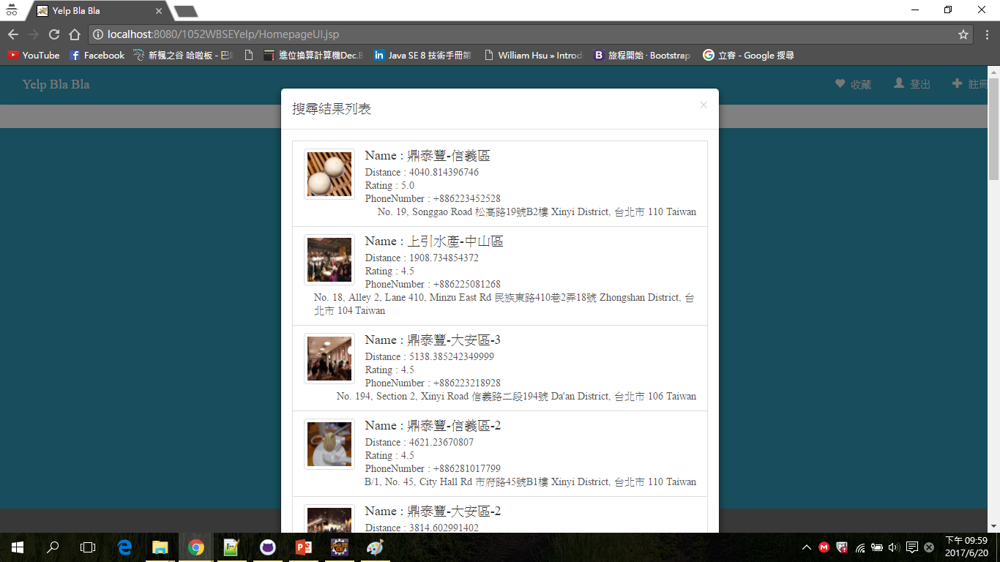 Yelp Bla Bla
localhost:8080/1052WBSEYelp/HomepageUI.jsp
YouTube Facebook 新楓之谷 哈啦板 - 巴 進位換算計算機Dec.B Java SE 8 技術手冊第 William Hsu » Introd 旅程開始 · Bootstrap 立春 - Google 搜尋
Yelp Bla Bla 收藏 登出 註冊
搜尋結果列表 ×
Name : 鼎泰豐-信義區
Distance : 4040.814396746
Rating : 5.0
PhoneNumber : +886223452528
No. 19, Songgao Road 松高路19號B2樓 Xinyi District, 台北市 110 Taiwan
Name : 上引水產-中山區
Distance : 1908.734854372
Rating : 4.5
PhoneNumber : +886225081268
No. 18, Alley 2, Lane 410, Minzu East Rd 民族東路410巷2弄18號 Zhongshan District, 台
北市 104 Taiwan
Name : 鼎泰豐-大安區-3
Distance : 5138.385242349999
Rating : 4.5
PhoneNumber : +886223218928
No. 194, Section 2, Xinyi Road 信義路二段194號 Da'an District, 台北市 106 Taiwan
Name : 鼎泰豐-信義區-2
Distance : 4621.23670807
Rating : 4.5
PhoneNumber : +886281017799
B/1, No. 45, City Hall Rd 市府路45號B1樓 Xinyi District, 台北市 110 Taiwan
Name : 鼎泰豐-大安區-2
Distance : 3814.602991402
下午 09:59
2017/6/20